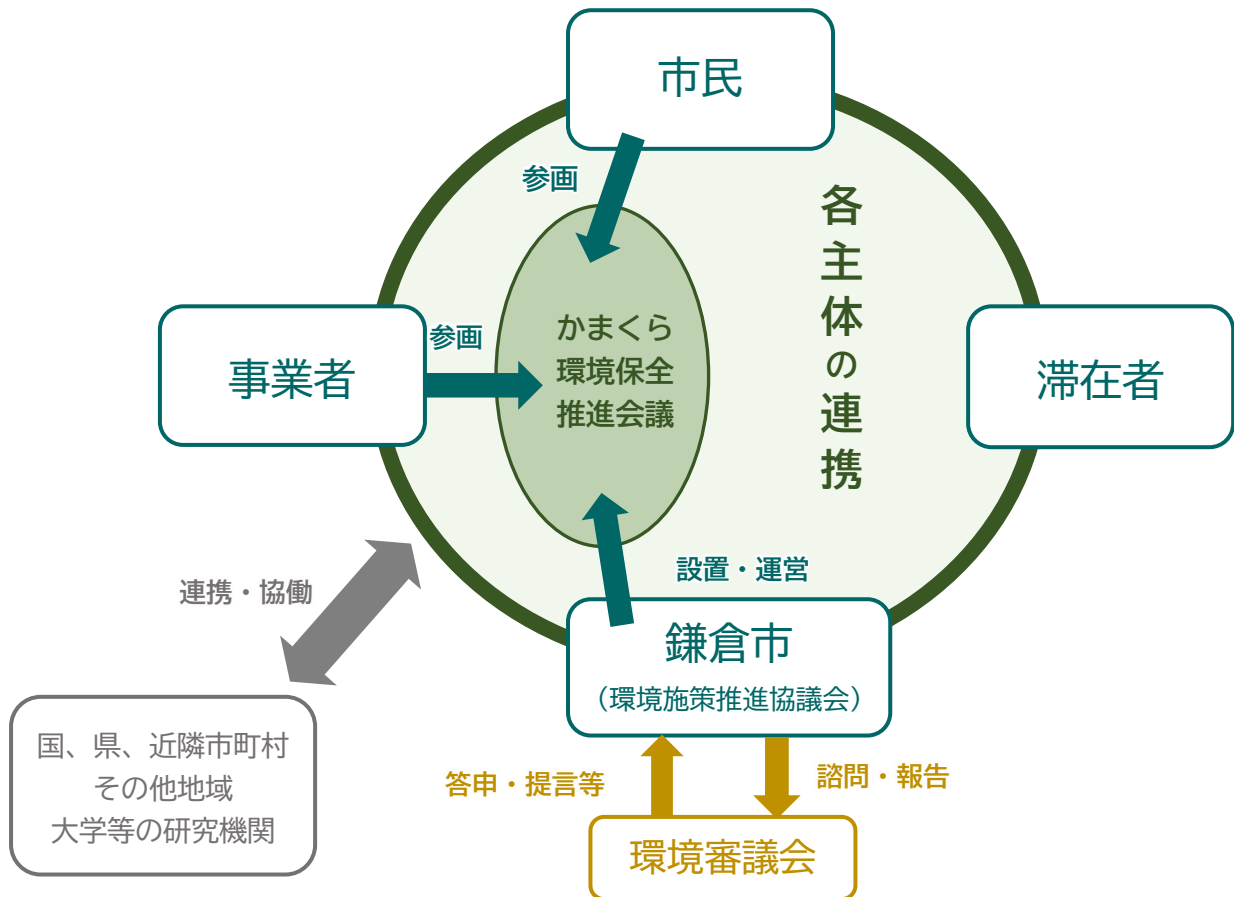 市民
参画
各主体の連携
事業者
参画
かまくら
環境保全
推進会議
滞在者
連携・協働
設置・運営
鎌倉市
（環境施策推進協議会）
国、県、近隣市町村
その他地域
大学等の研究機関
答申・提言等
諮問・報告
環境審議会